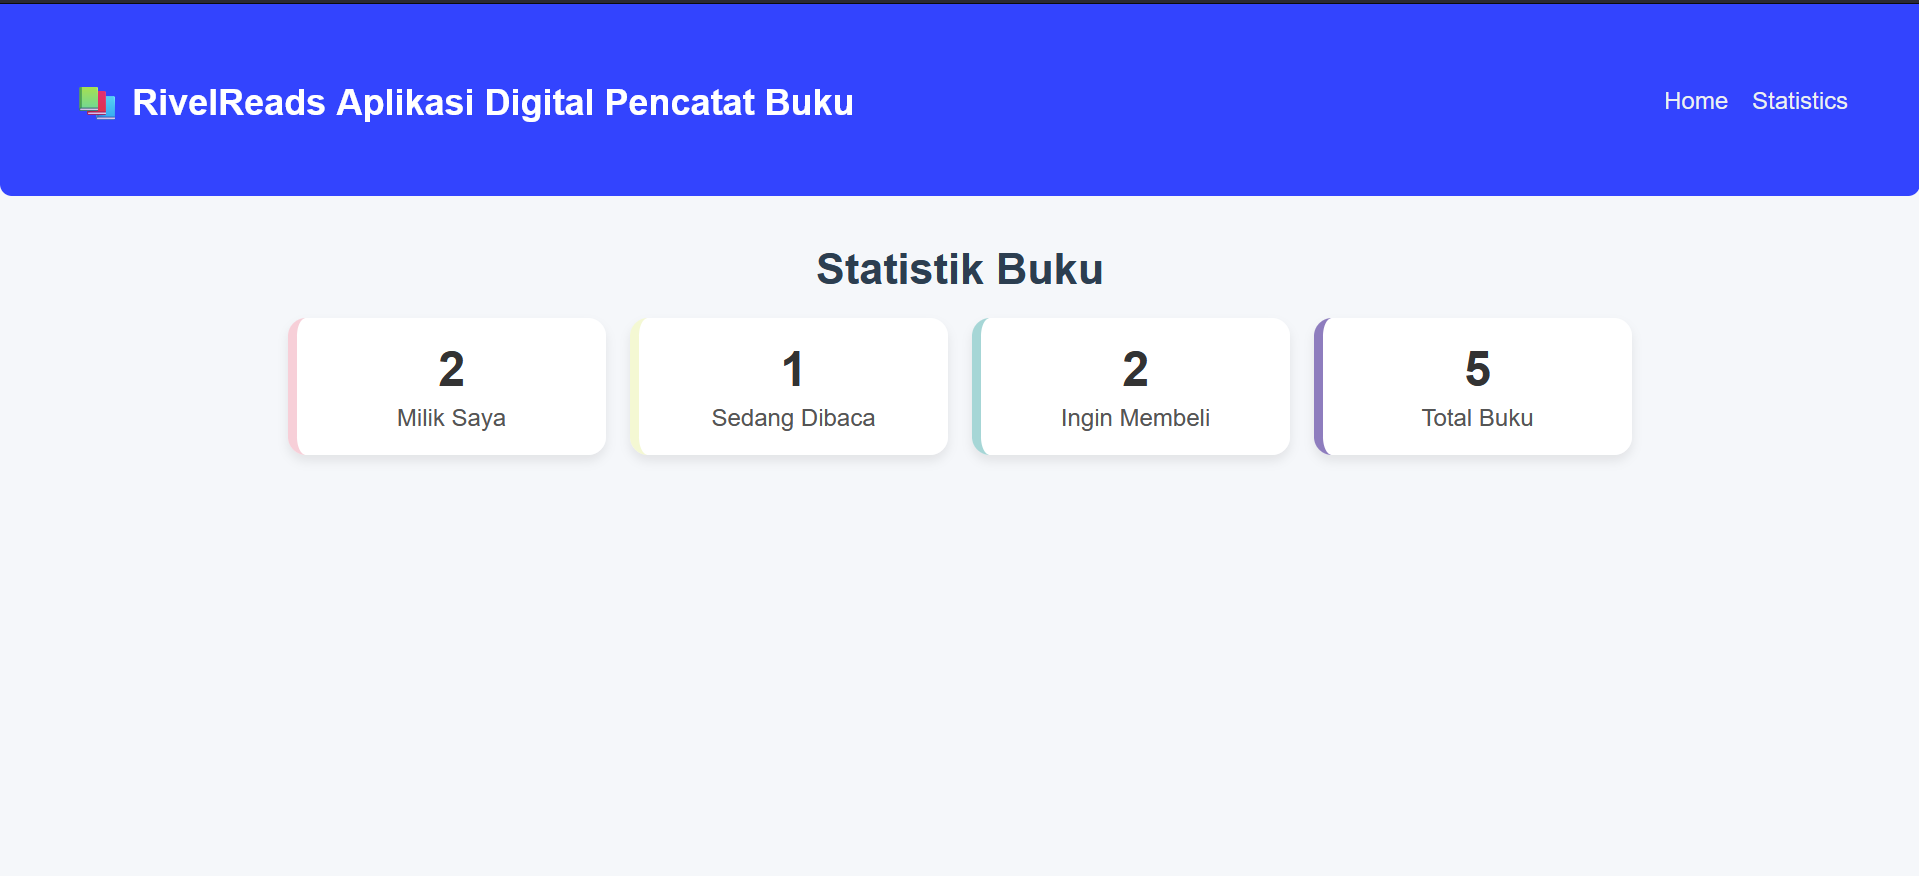 RivelReads Aplikasi Digital Pencatat Buku
Home Statistics
Statistik Buku
2
Milik Saya
1
Sedang Dibaca
2
Ingin Membeli
5
Total Buku